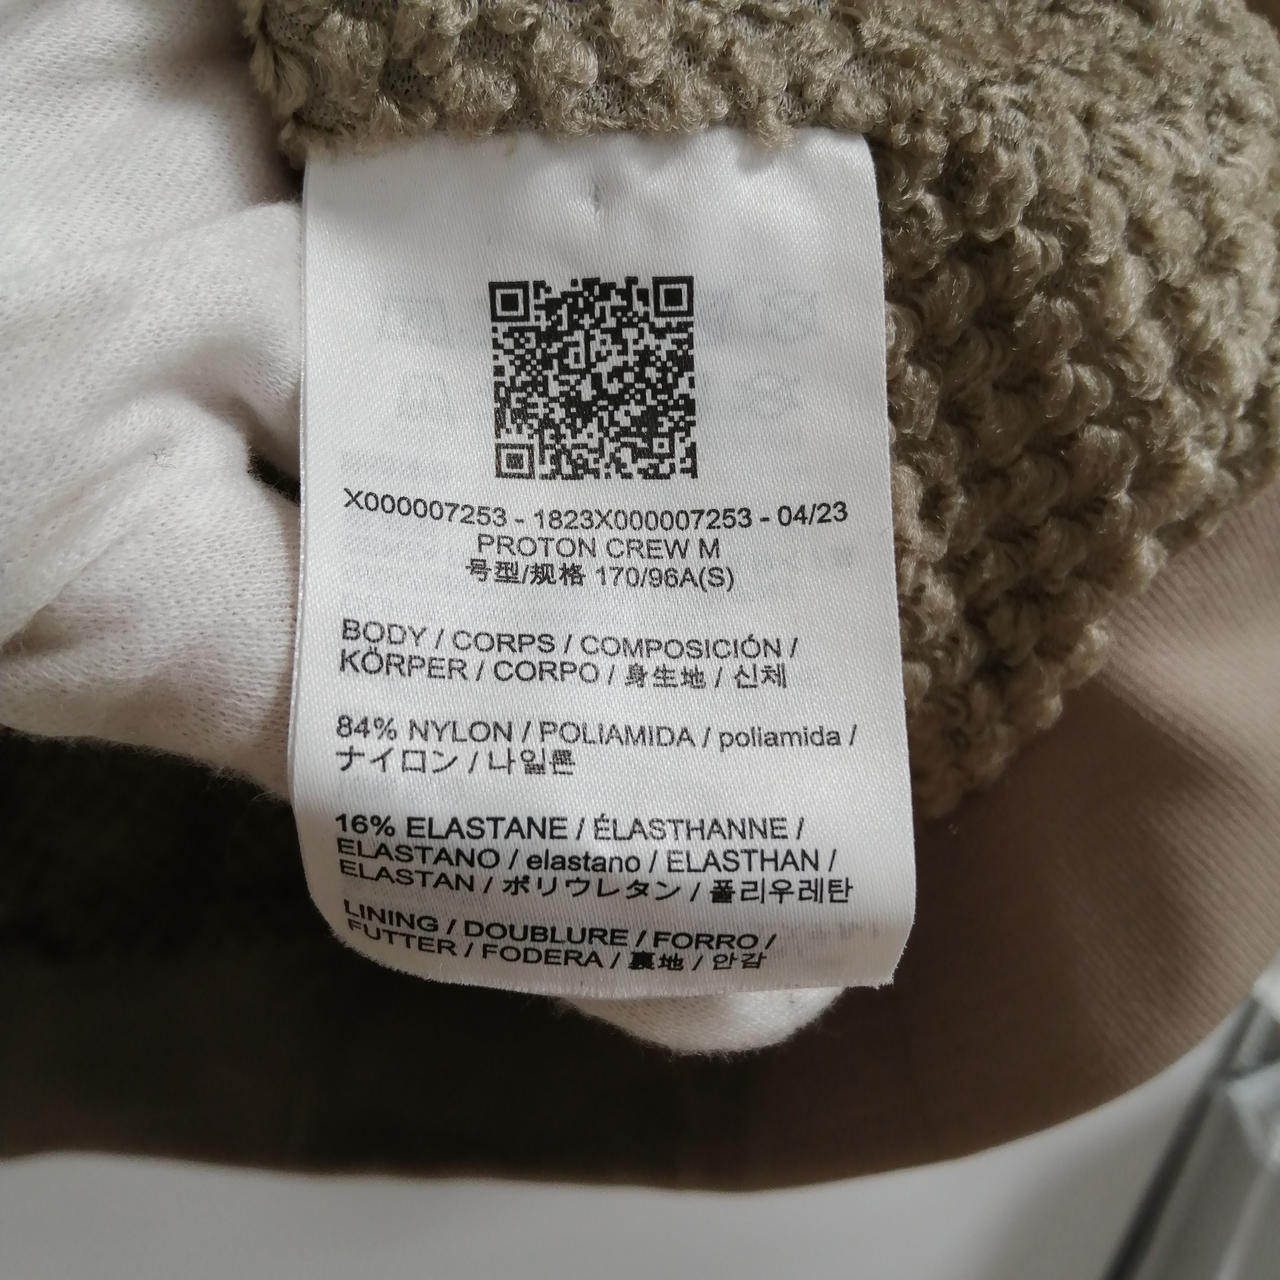 X000007253 - 1823X000007253 - 04/23
PROTON CREW M
号型/规格 170/96A(S)
BODY / CORPS / COMPOSICIÓN /
KÖRPER / CORPO / 身生地 / 신체
84% NYLON / POLIAMIDA / poliamida /
ナイロン / 나일론
16% ELASTANE / ÉLASTHANNE /
ELASTANO / elastano / ELASTHAN /
ELASTAN / ポリウレタン / 폴리우레탄
LINING / DOUBLURE / FORRO /
FUTTER / FODERA / 裏地 / 안감